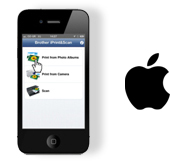 Brother iPrint&Scan
Print from Photo Albums
Print from Camera
Scan